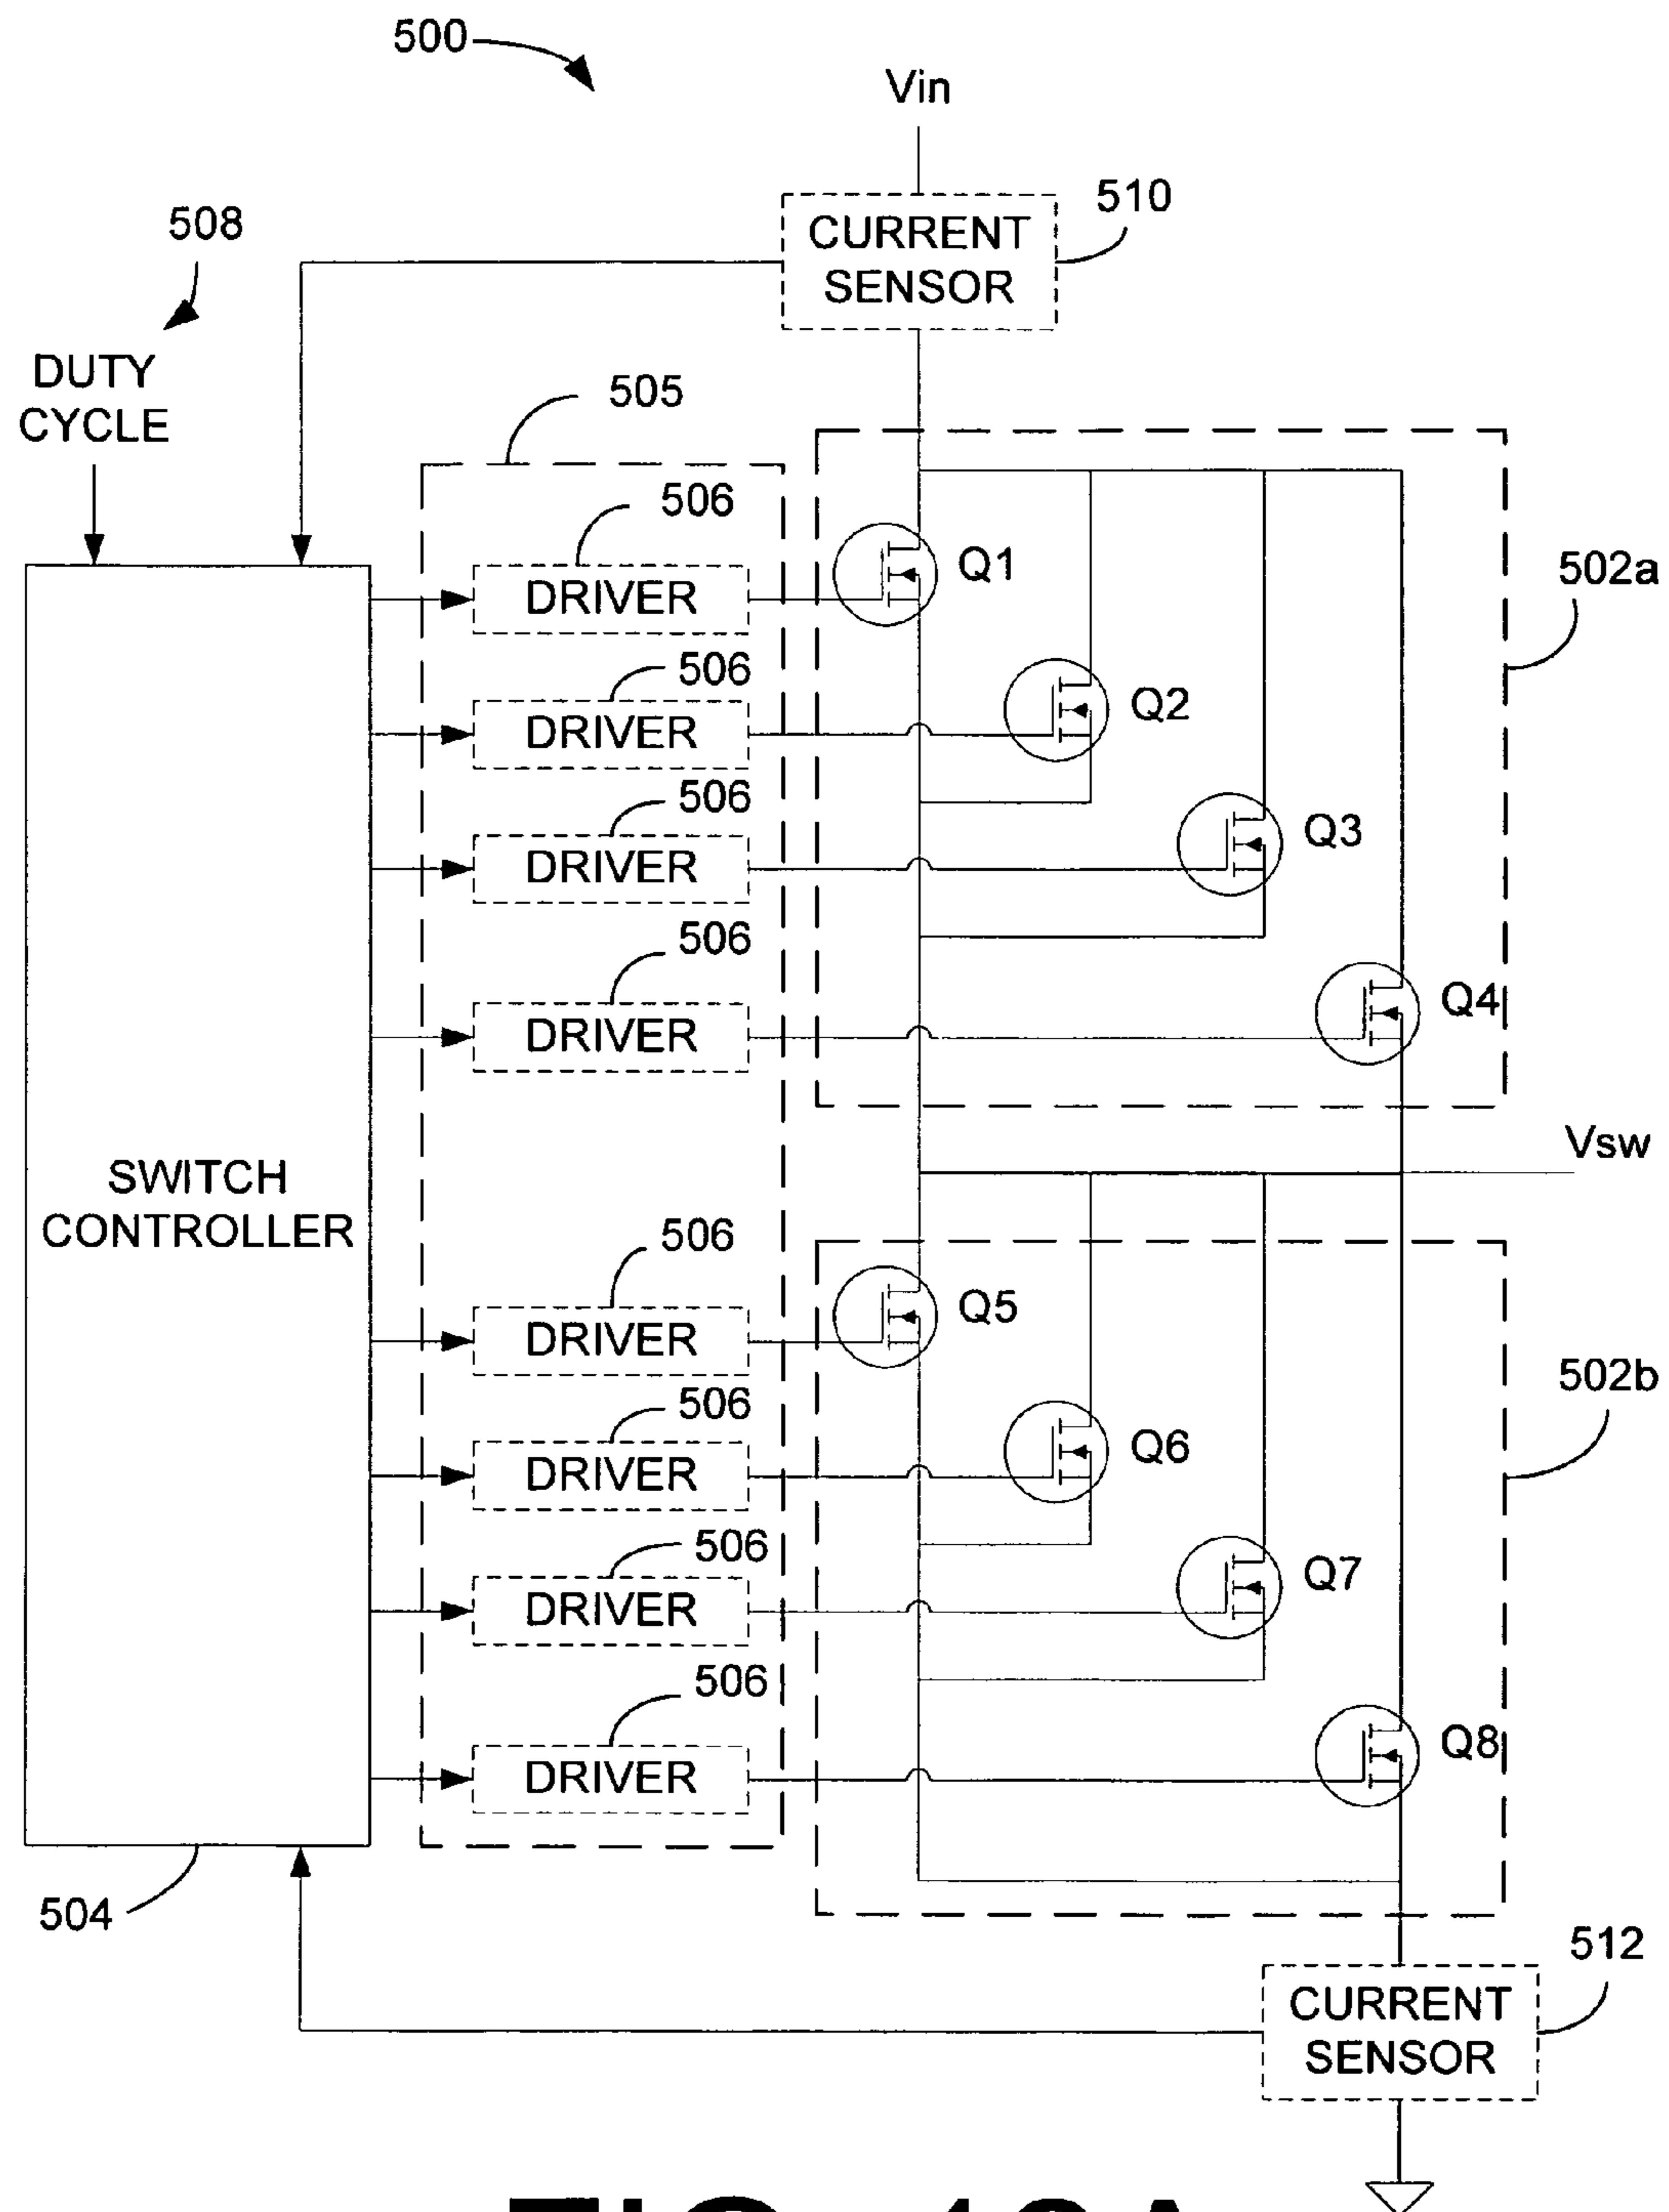 500
Vin
510
CURRENT
SENSOR
508
DUTY
CYCLE
505
506
DRIVER
Q1
502a
506
DRIVER
Q2
506
DRIVER
Q3
506
DRIVER
Q4
Vsw
SWITCH
CONTROLLER
506
DRIVER
Q5
502b
506
DRIVER
Q6
506
DRIVER
Q7
506
DRIVER
Q8
504
512
CURRENT
SENSOR